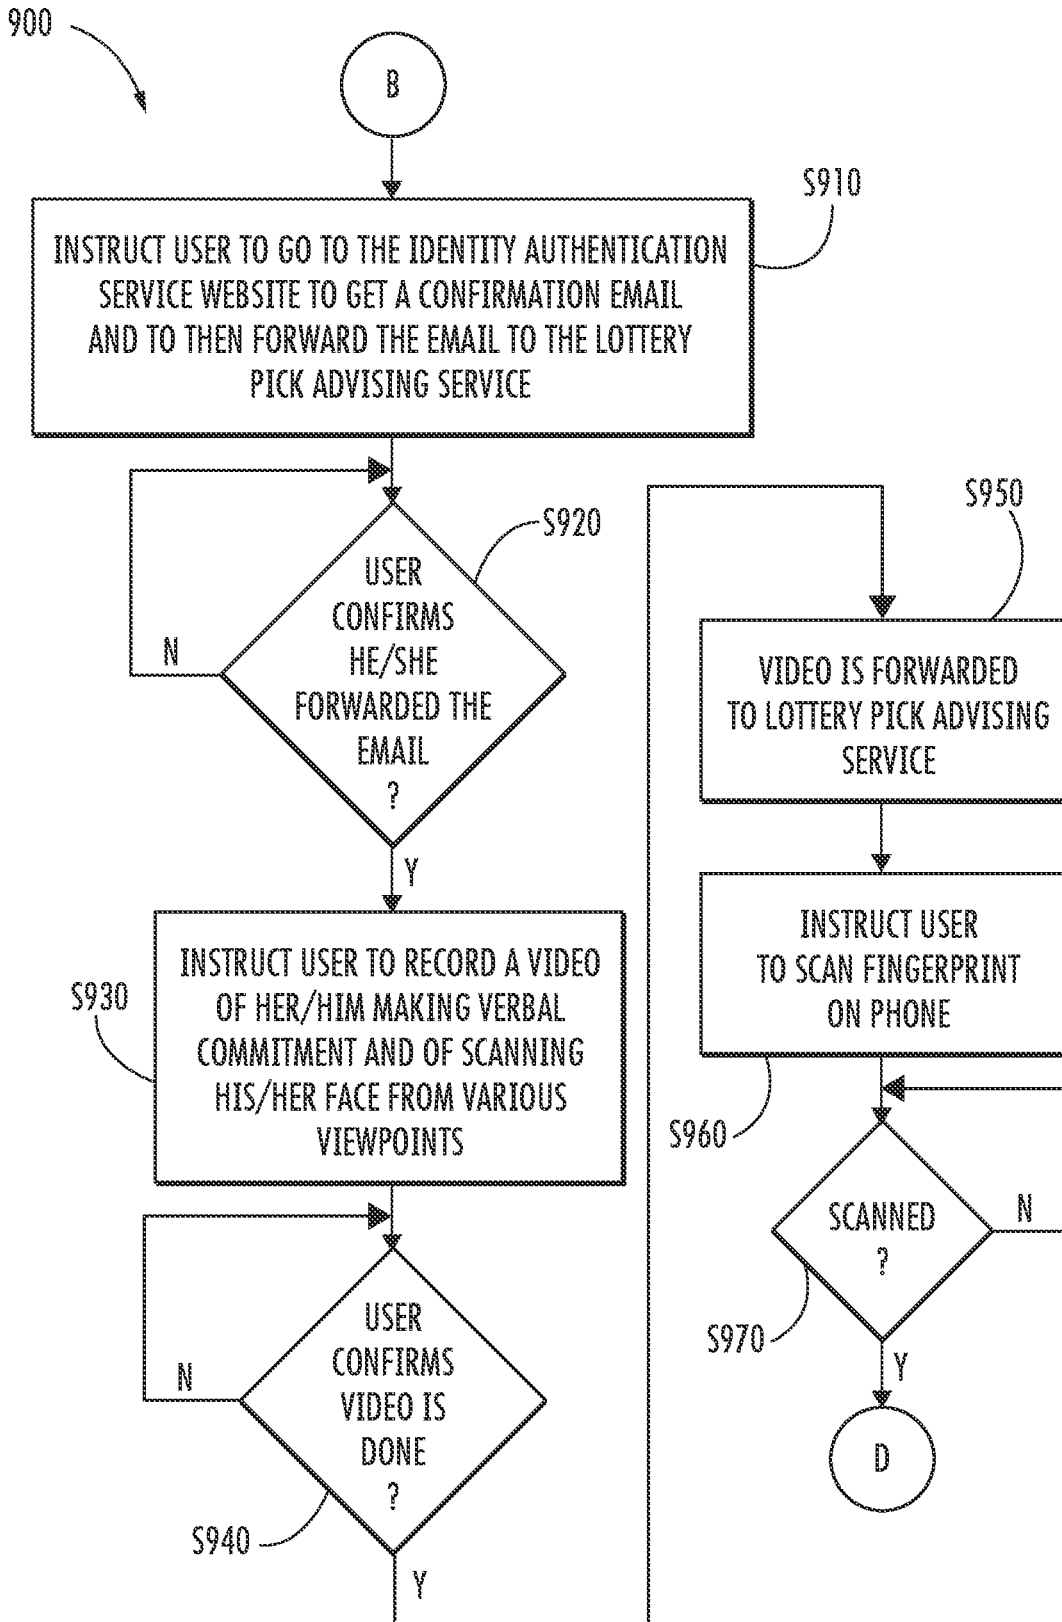 900
B
S910
INSTRUCT USER TO GO TO THE IDENTITY AUTHENTICATION
SERVICE WEBSITE TO GET A CONFIRMATION EMAIL
AND TO THEN FORWARD THE EMAIL TO THE LOTTERY
PICK ADVISING SERVICE
S920
USER
CONFIRMS
HE/SHE
FORWARDED THE
EMAIL
?
N
Y
S930
INSTRUCT USER TO RECORD A VIDEO
OF HER/HIM MAKING VERBAL
COMMITMENT AND OF SCANNING
HIS/HER FACE FROM VARIOUS
VIEWPOINTS
USER
CONFIRMS
VIDEO IS
DONE
?
N
S940
Y
S950
VIDEO IS FORWARDED
TO LOTTERY PICK ADVISING
SERVICE
INSTRUCT USER
TO SCAN FINGERPRINT
ON PHONE
S960
SCANNED
?
N
S970
Y
D